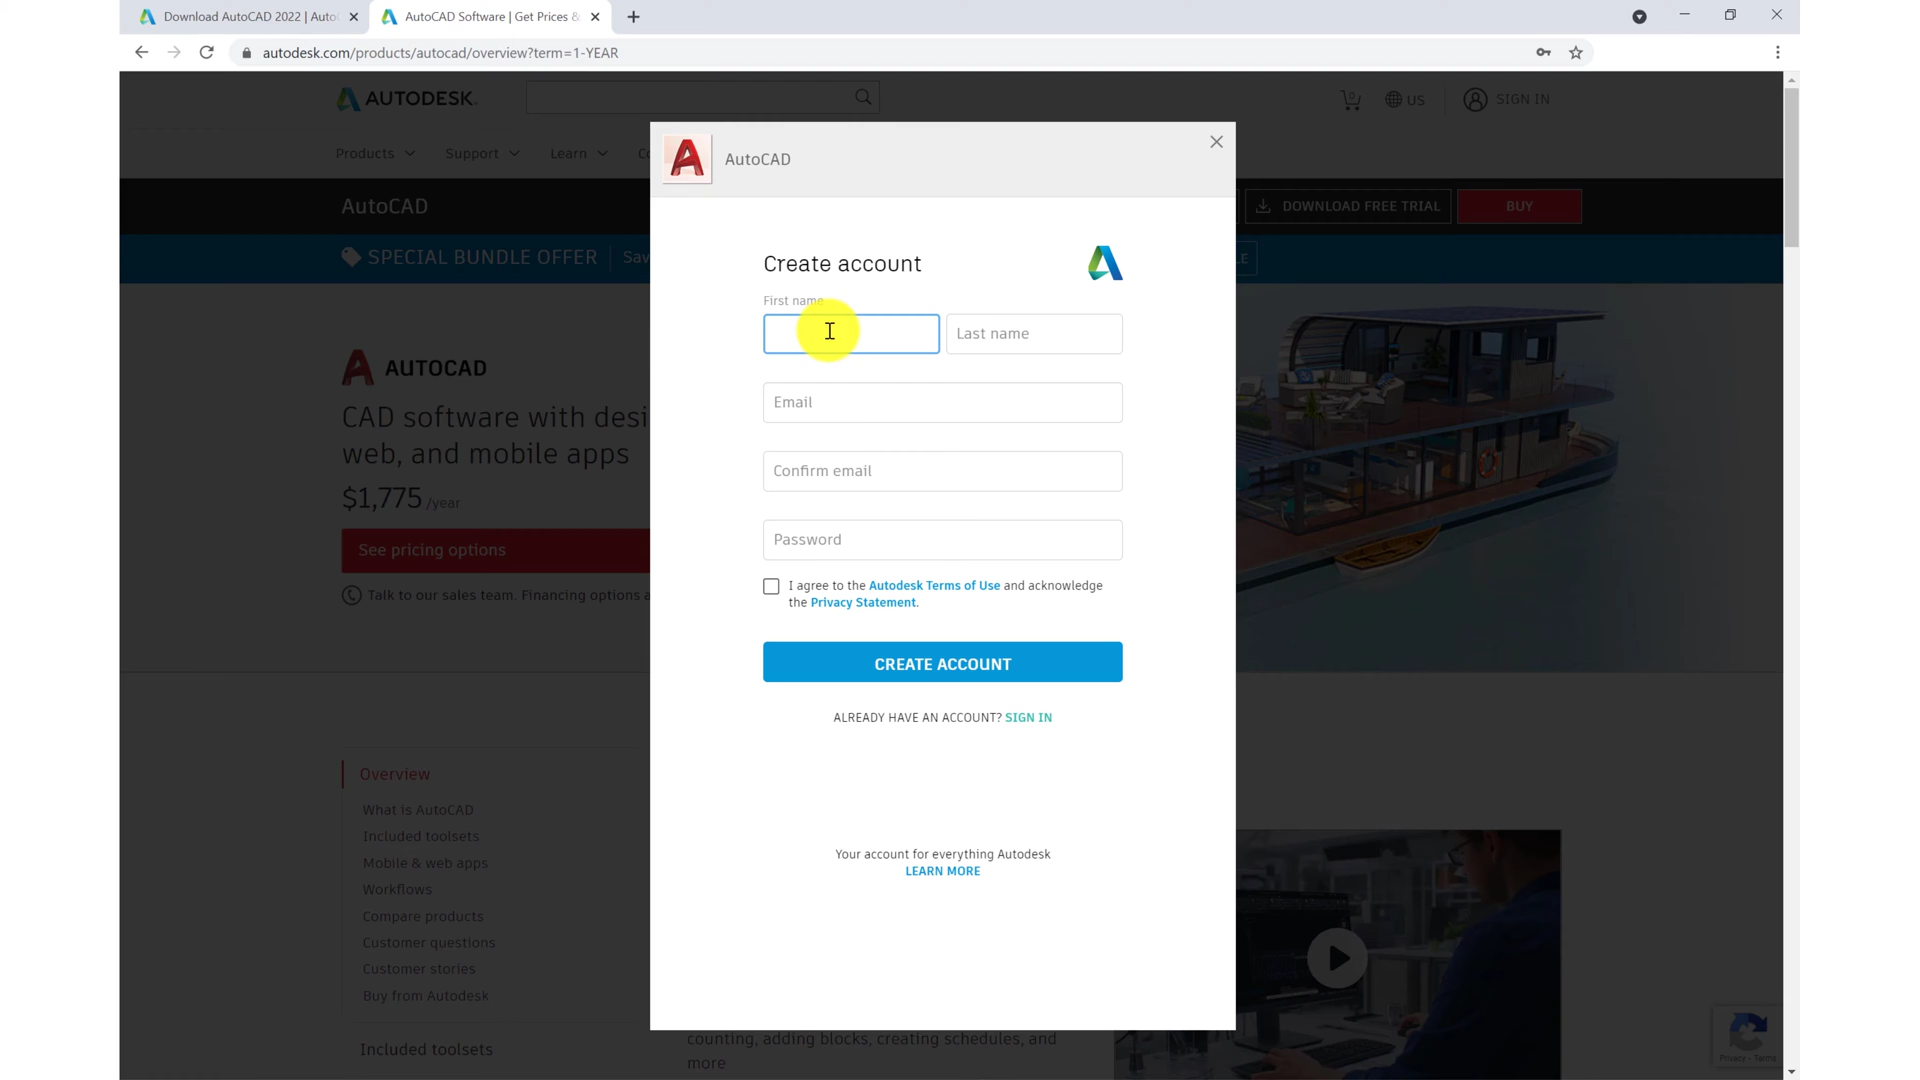 Download AutoCAD 2022 | Auto
AutoCAD Software | Get Prices &
autodesk.com/products/autocad/overview?term=1-YEAR
AUTODESK
0
US
SIGN IN
Products
Support
Learn
AutoCAD
DOWNLOAD FREE TRIAL
BUY
SPECIAL BUNDLE OFFER
AUTOCAD
CAD software with
web, and mobile apps
$1,775 /year
See pricing options
Talk to our sales team. Financing options
Overview
What is AutoCAD
Included toolsets
Mobile & web apps
Workflows
Compare products
Customer questions
Customer stories
Buy from Autodesk
Included toolsets
AutoCAD
Create account
First name
Last name
Email
Confirm email
Password
I agree to the Autodesk Terms of Use and acknowledge
the Privacy Statement.
CREATE ACCOUNT
ALREADY HAVE AN ACCOUNT? SIGN IN
Your account for everything Autodesk
LEARN MORE
counting, adding blocks, creating schedules, and
more
Privacy - Terms